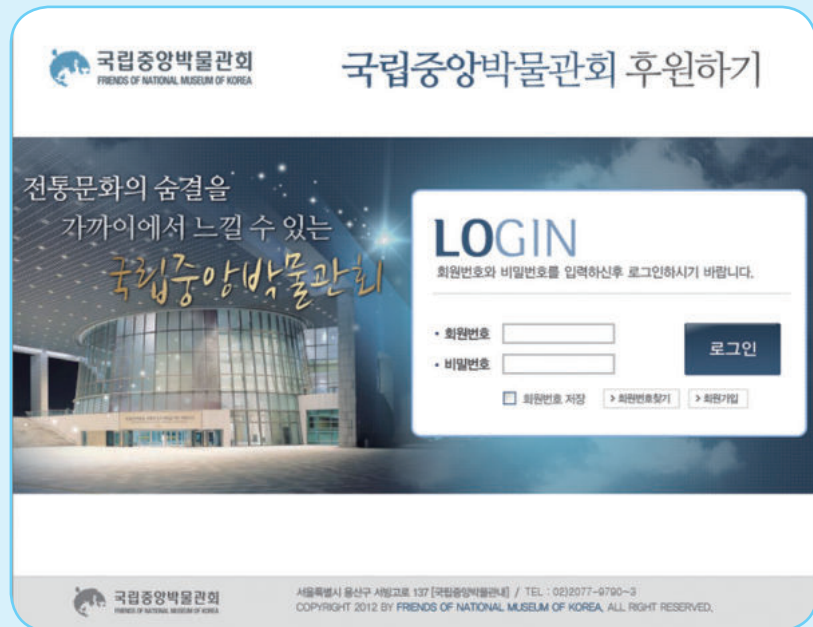 국립중앙박물관회
FRIENDS OF NATIONAL MUSEUM OF KOREA
국립중앙박물관회 후원하기
전통문화의 숨결을
가까이에서 느낄 수 있는
국립중앙박물관회
LOGIN
회원번호와 비밀번호를 입력하신후 로그인하시기 바랍니다.
• 회원번호
• 비밀번호
로그인
회원번호 저장 > 회원번호찾기 > 회원가입
국립중앙박물관회
FRIENDS OF NATIONAL MUSEUM OF KOREA
서울특별시 용산구 서빙고로 137 [국립중앙박물관내] / TEL : 02)2077-9790~3
COPYRIGHT 2012 BY FRIENDS OF NATIONAL MUSEUM OF KOREA, ALL RIGHT RESERVED.